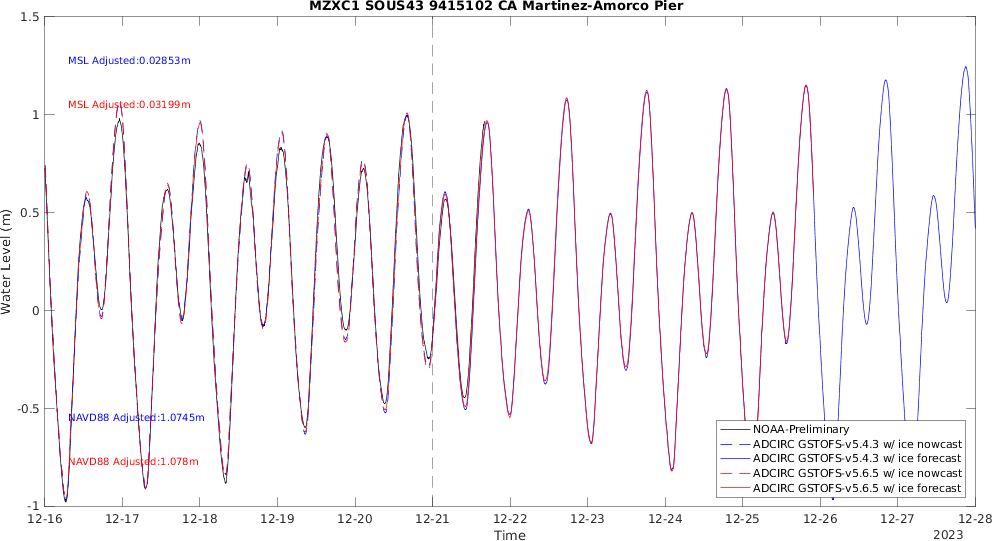 MZXC1 SOUS43 9415102 CA Martinez-Amorco Pier
1.5
1
0.5
0
-0.5
-1
Water Level (m)
MSL Adjusted:0.02853m
MSL Adjusted:0.03199m
NAVD88 Adjusted:1.0745m
NAVD88 Adjusted:1.078m
NOAA-Preliminary
ADCIRC GSTOFS-v5.4.3 w/ ice nowcast
ADCIRC GSTOFS-v5.4.3 w/ ice forecast
ADCIRC GSTOFS-v5.6.5 w/ ice nowcast
ADCIRC GSTOFS-v5.6.5 w/ ice forecast
12-16 12-17 12-18 12-19 12-20 12-21 12-22 12-23 12-24 12-25 12-26 12-27 12-28
Time
2023